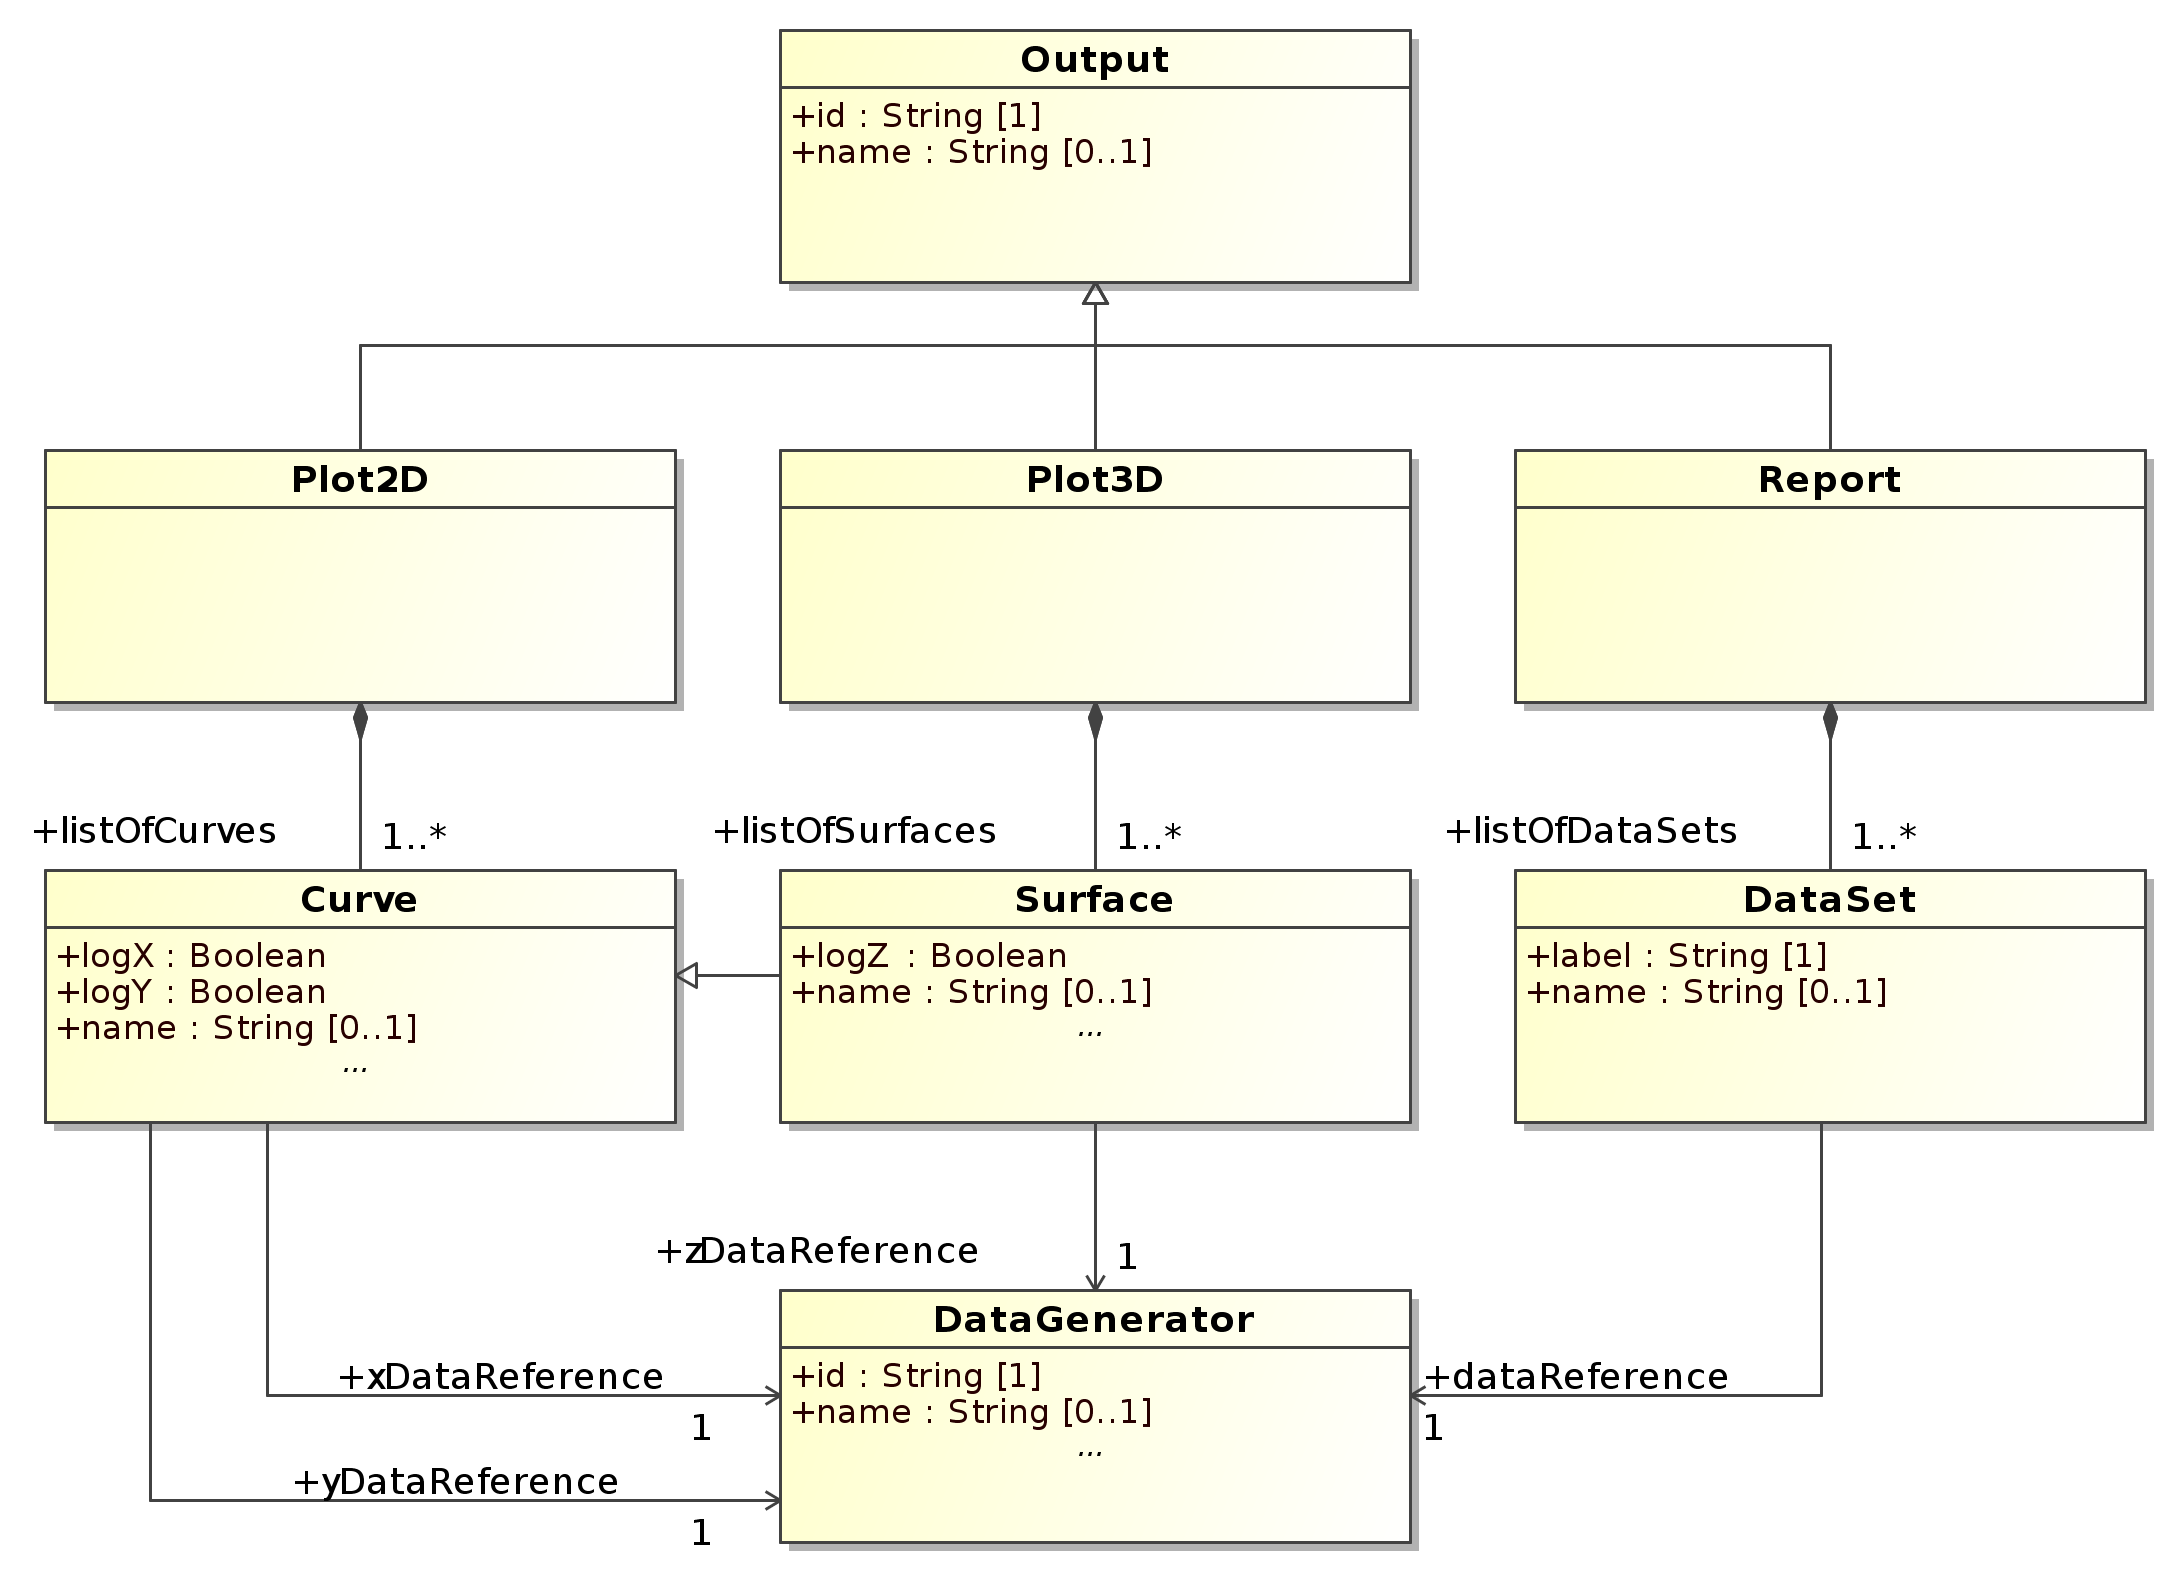 Output
+id : String [1]
+name : String [0..1]
Plot2D
Plot3D
Report
+listOfCurves
1..*
+listOfSurfaces
1..*
+listOfDataSets
1..*
Curve
+logX : Boolean
+logY : Boolean
+name : String [0..1]
...
Surface
+logZ : Boolean
+name : String [0..1]
...
DataSet
+label : String [1]
+name : String [0..1]
+zDataReference
1
+xDataReference
1
+yDataReference
1
DataGenerator
+id : String [1]
+name : String [0..1]
...
+dataReference
1